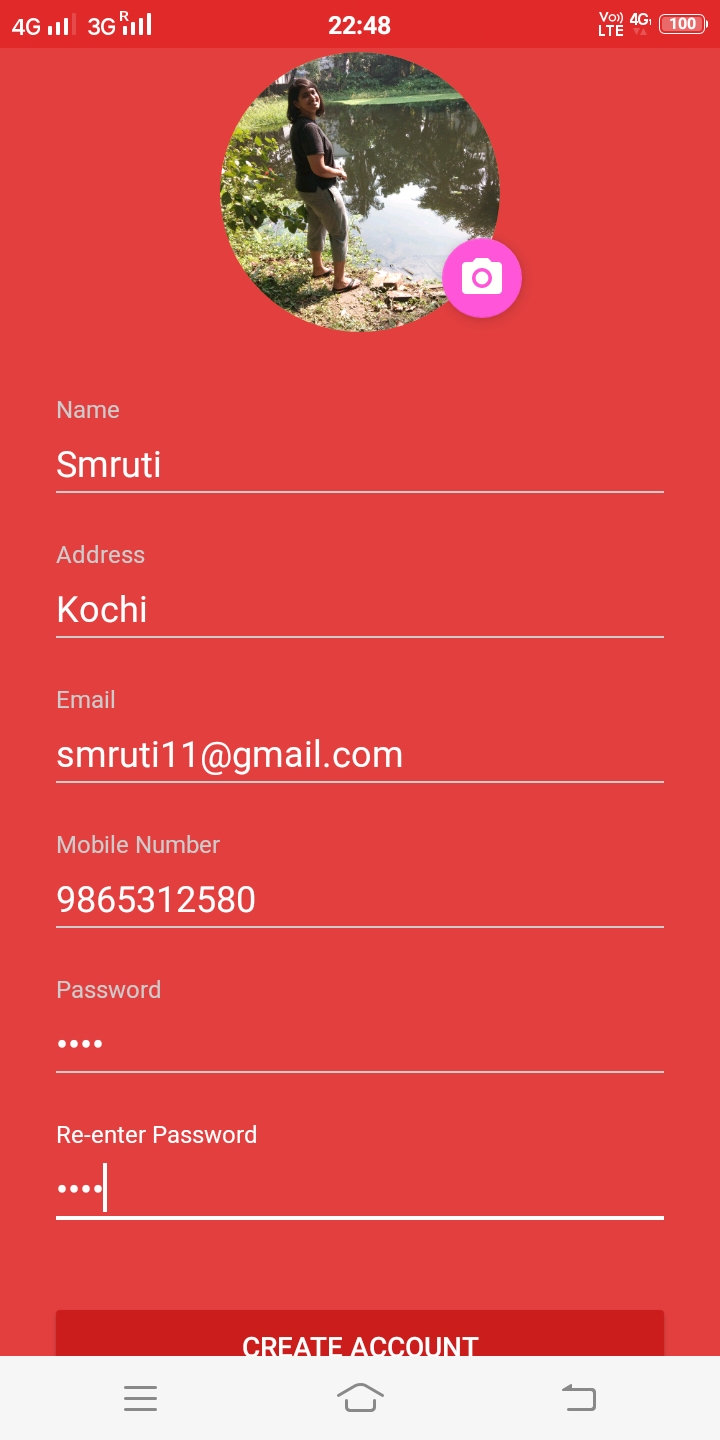 4G 3G R 22:48 Vo)) LTE 4G 100
Name
Smruti
Address
Kochi
Email
smruti11@gmail.com
Mobile Number
9865312580
Password
••••
Re-enter Password
••••
CREATE ACCOUNT